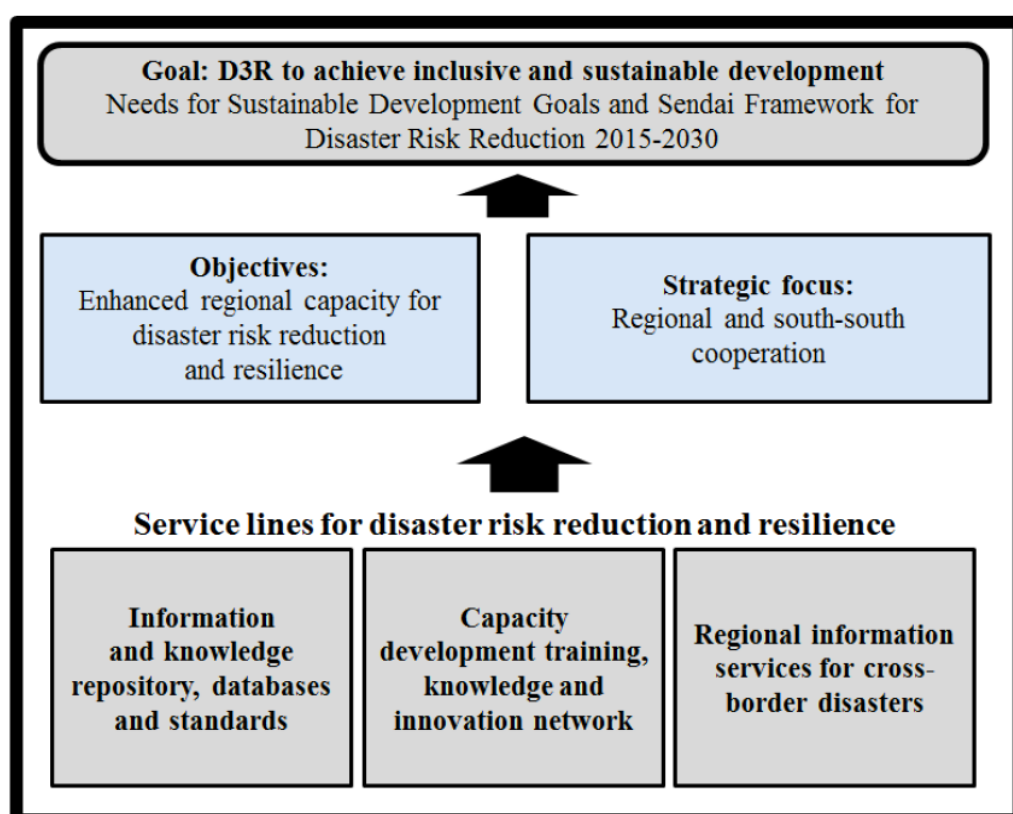 Goal: D3R to achieve inclusive and sustainable development
Needs for Sustainable Development Goals and Sendai Framework for
Disaster Risk Reduction 2015-2030
Objectives:
Enhanced regional capacity for
disaster risk reduction
and resilience
Strategic focus:
Regional and south-south
cooperation
Service lines for disaster risk reduction and resilience
Information
and knowledge
repository, databases
and standards
Capacity
development training,
knowledge and
innovation network
Regional information
services for cross-
border disasters